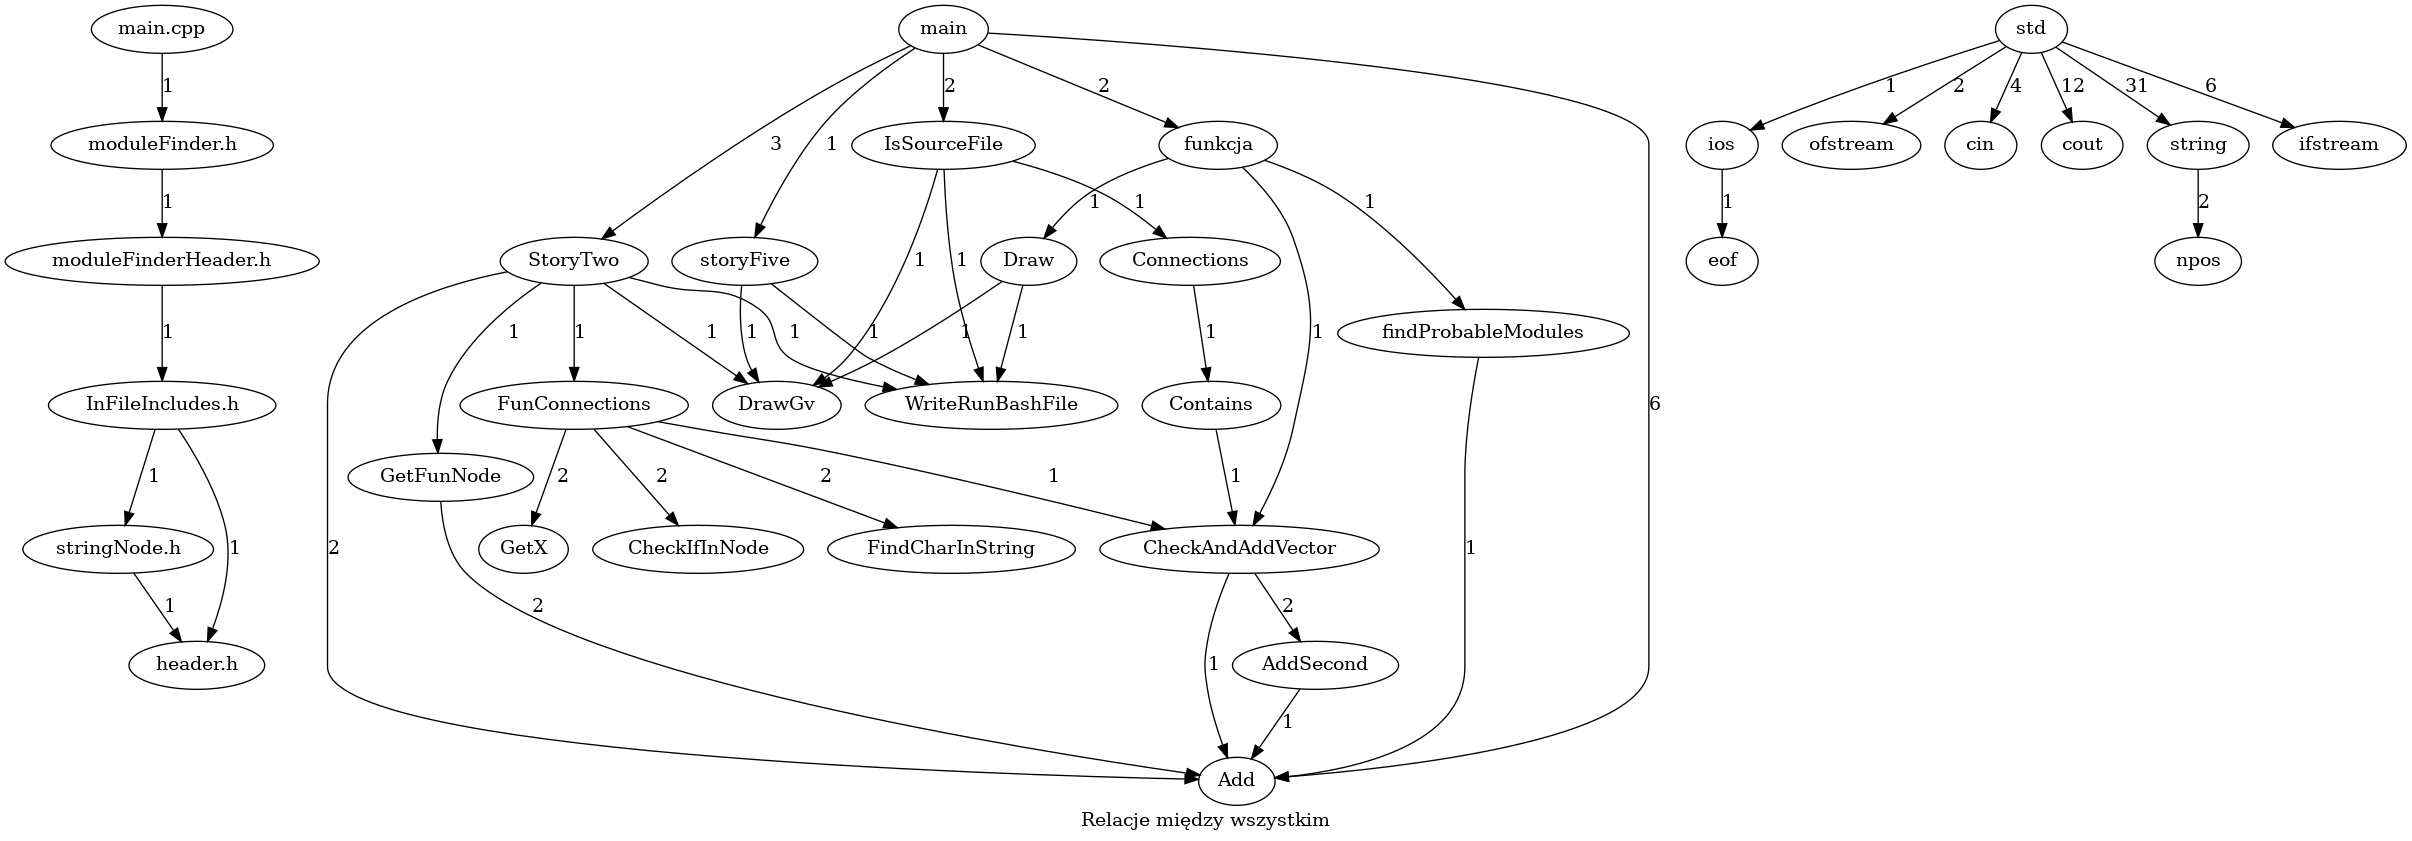 main.cpp
main
std
1
3
1
2
2
1
2
4
12
31
6
moduleFinder.h
IsSourceFile
funkcja
ios
ofstream
cin
cout
string
ifstream
1
1
1
1
1
1
1
1
2
moduleFinderHeader.h
StoryTwo
storyFive
Draw
Connections
eof
npos
1
1
1
1
1
1
1
1
1
1
findProbableModules
InFileIncludes.h
FunConnections
DrawGv
WriteRunBashFile
Contains
6
1
GetFunNode
2
2
2
1
1
stringNode.h
1
2
GetX
CheckIfInNode
FindCharInString
CheckAndAddVector
1
1
2
2
header.h
1
AddSecond
1
Add
Relacje między wszystkim